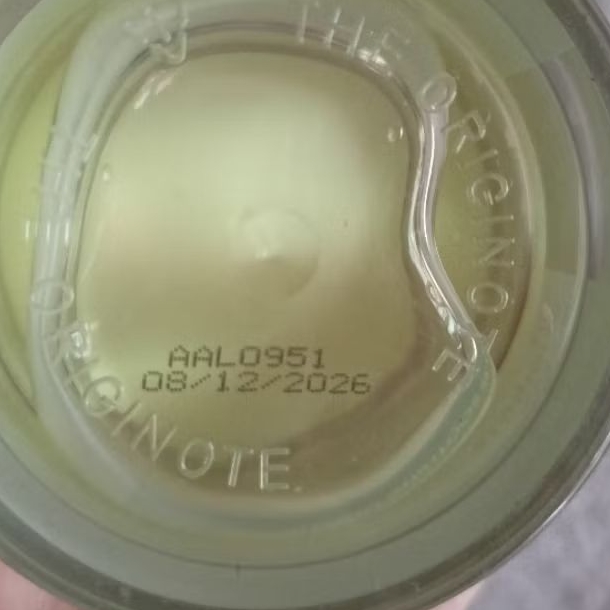 THE ORIGINOTE
THE ORIGINOTE
AAL0951
08/12/2026